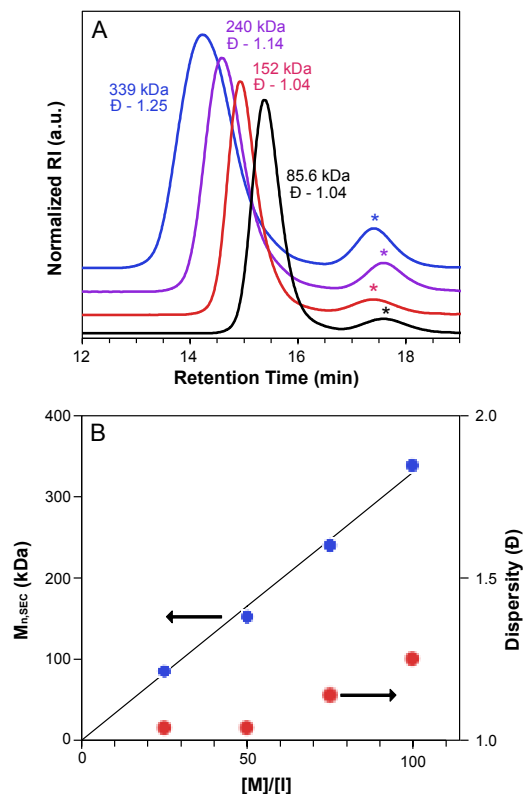 A
240 kDa
Đ - 1.14
152 kDa
Đ - 1.04
339 kDa
Đ - 1.25
85.6 kDa
Đ - 1.04
*
*
*
*
Normalized RI (a.u.)
12 14 16 18
Retention Time (min)
B
400
300
200
100
0
Mn,SEC (kDa)
2.0
1.5
1.0
Dispersity (Đ)
0 50 100
[M]/[I]